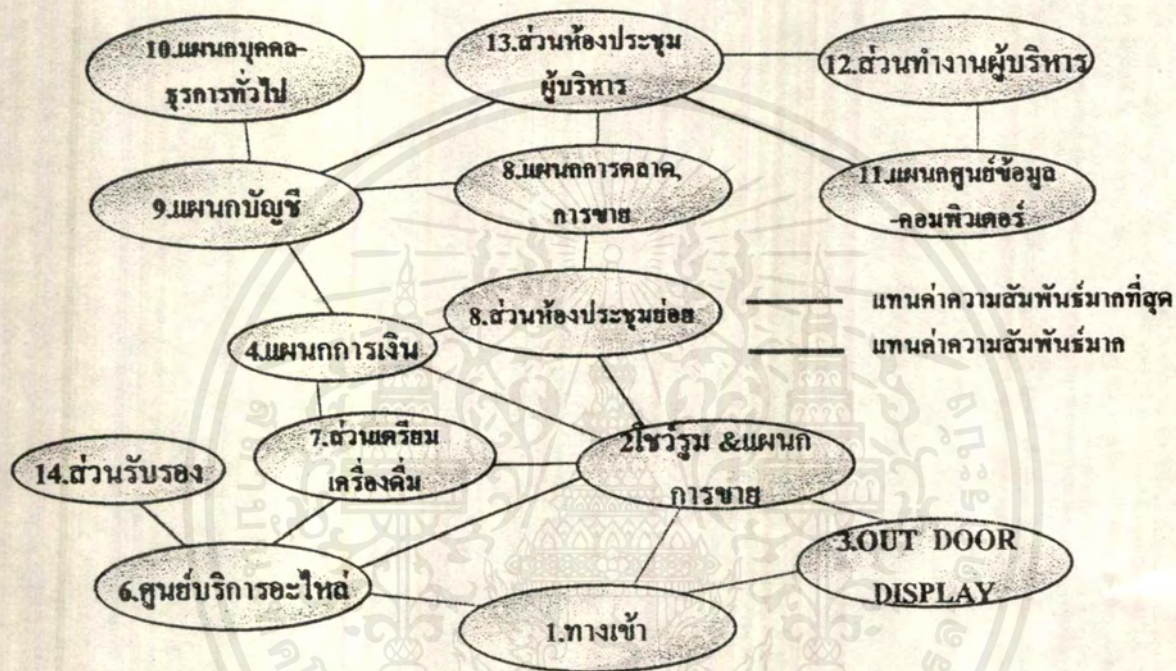 10.แผนกบุคคล-
ธุรการทั่วไป
13.ส่วนห้องประชุม
ผู้บริหาร
12.ส่วนทำงานผู้บริหาร
9.แผนกบัญชี
8.แผนกการตลาด,
การขาย
11.แผนกศูนย์ข้อมูล
-คอมพิวเตอร์
8.ส่วนห้องประชุมย่อย
แทนค่าความสัมพันธ์มากที่สุด
แทนค่าความสัมพันธ์มาก
4.แผนกการเงิน
7.ส่วนเตรียม
เครื่องดื่ม
2โชว์รูม &แผนก
การขาย
14.ส่วนรับรอง
3.OUT DOOR
DISPLAY
6.ศูนย์บริการอะไหล่
1.ทางเข้า